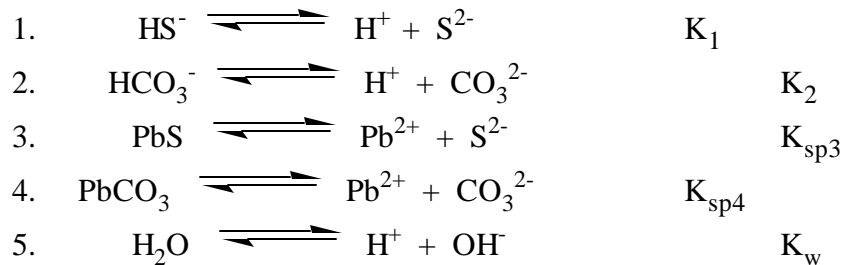 1. HS⁻ ⇌ H⁺ + S²⁻ K₁
2. HCO₃⁻ ⇌ H⁺ + CO₃²⁻ K₂
3. PbS ⇌ Pb²⁺ + S²⁻ Kₛₚ₃
4. PbCO₃ ⇌ Pb²⁺ + CO₃²⁻ Kₛₚ₄
5. H₂O ⇌ H⁺ + OH⁻ K_w